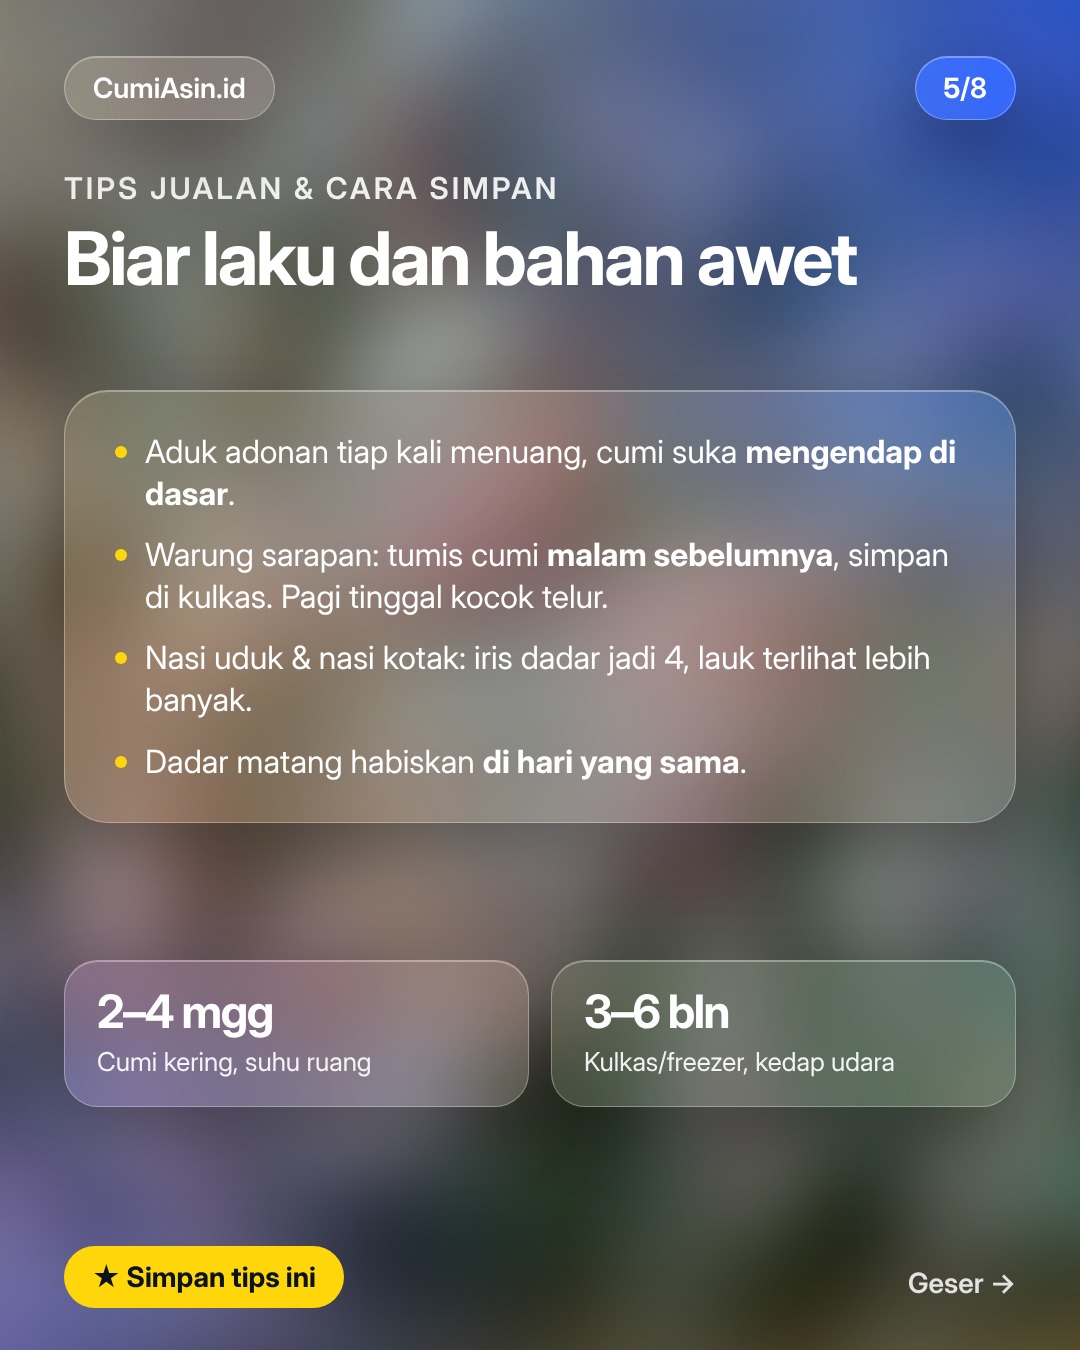 CumiAsin.id
5/8
TIPS JUALAN & CARA SIMPAN
Biar laku dan bahan awet
• Aduk adonan tiap kali menuang, cumi suka mengendap di
dasar.
• Warung sarapan: tumis cumi malam sebelumnya, simpan
di kulkas. Pagi tinggal kocok telur.
• Nasi uduk & nasi kotak: iris dadar jadi 4, lauk terlihat lebih
banyak.
• Dadar matang habiskan di hari yang sama.
2–4 mgg
Cumi kering, suhu ruang
3–6 bln
Kulkas/freezer, kedap udara
★ Simpan tips ini
Geser →